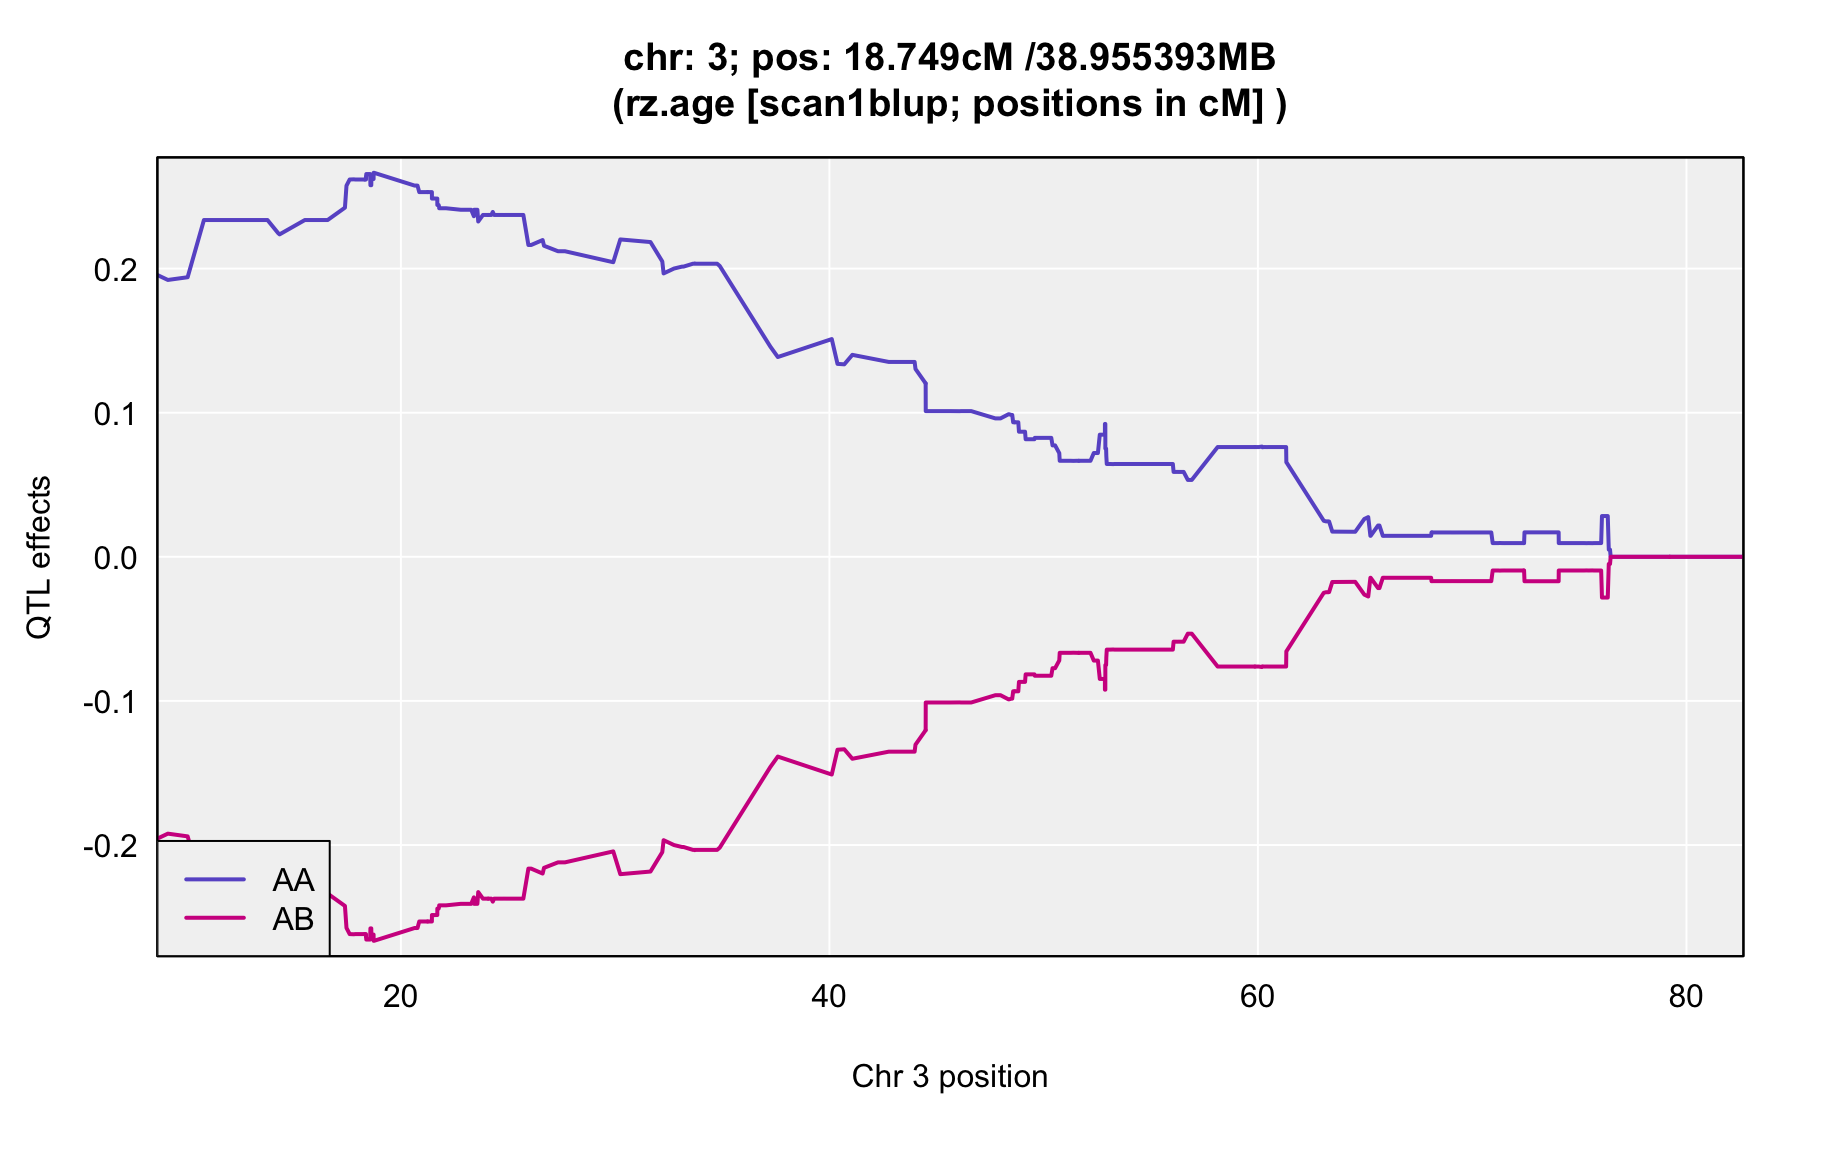 chr: 3; pos: 18.749cM /38.955393MB
(rz.age [scan1blup; positions in cM] )
QTL effects
0.2
0.1
0.0
-0.1
-0.2
AA
AB
20 40 60 80
Chr 3 position